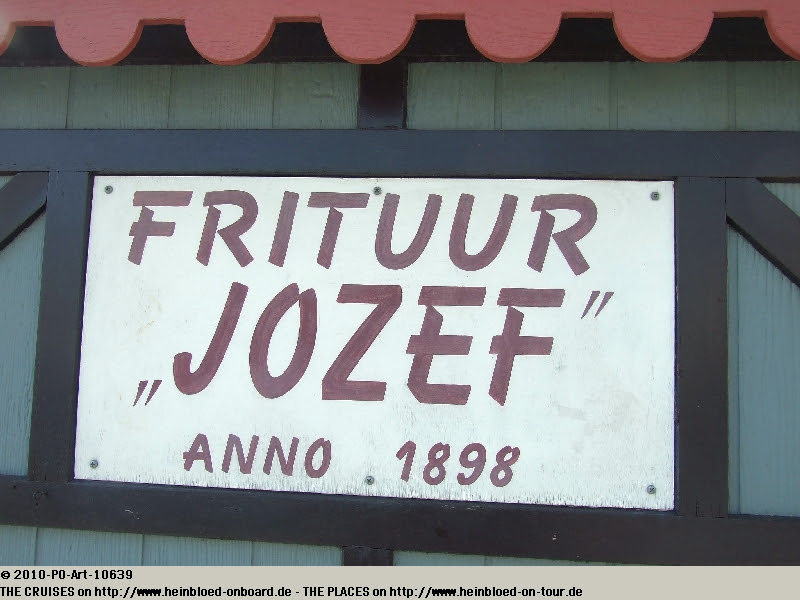 FRITUUR
„JOZEF”
ANNO 1898
© 2010-PO-Art-10639
THE CRUISES on http://www.heinbloed-onboard.de - THE PLACES on http://www.heinbloed-on-tour.de